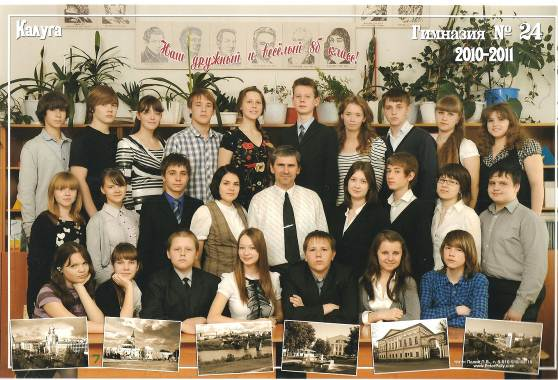 Калуга
Гимназия № 24
2010-2011
Наш дружный и весёлый 8б класс!